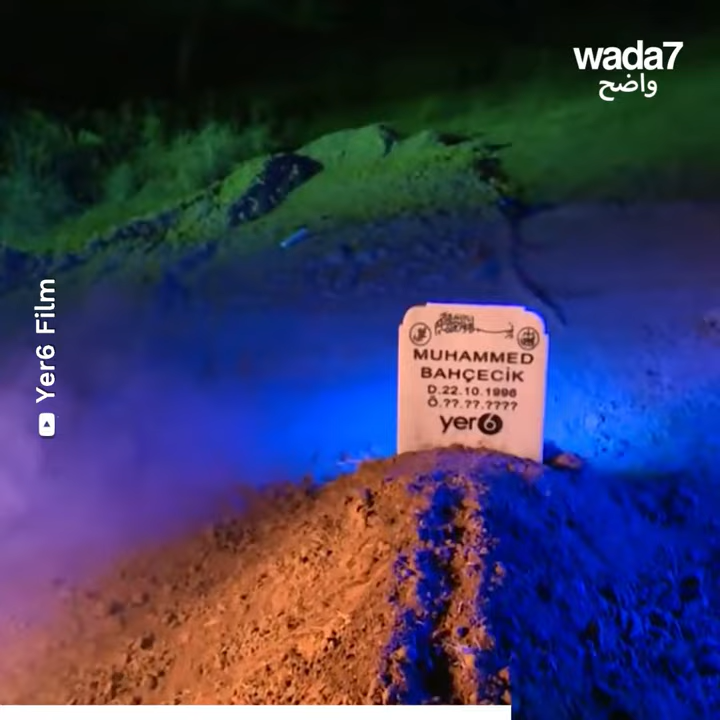 wada7
واضح
Yer6 Film
MUHAMMED
BAHÇECİK
D.22.10.1996
Ö.??.??.????
yer6